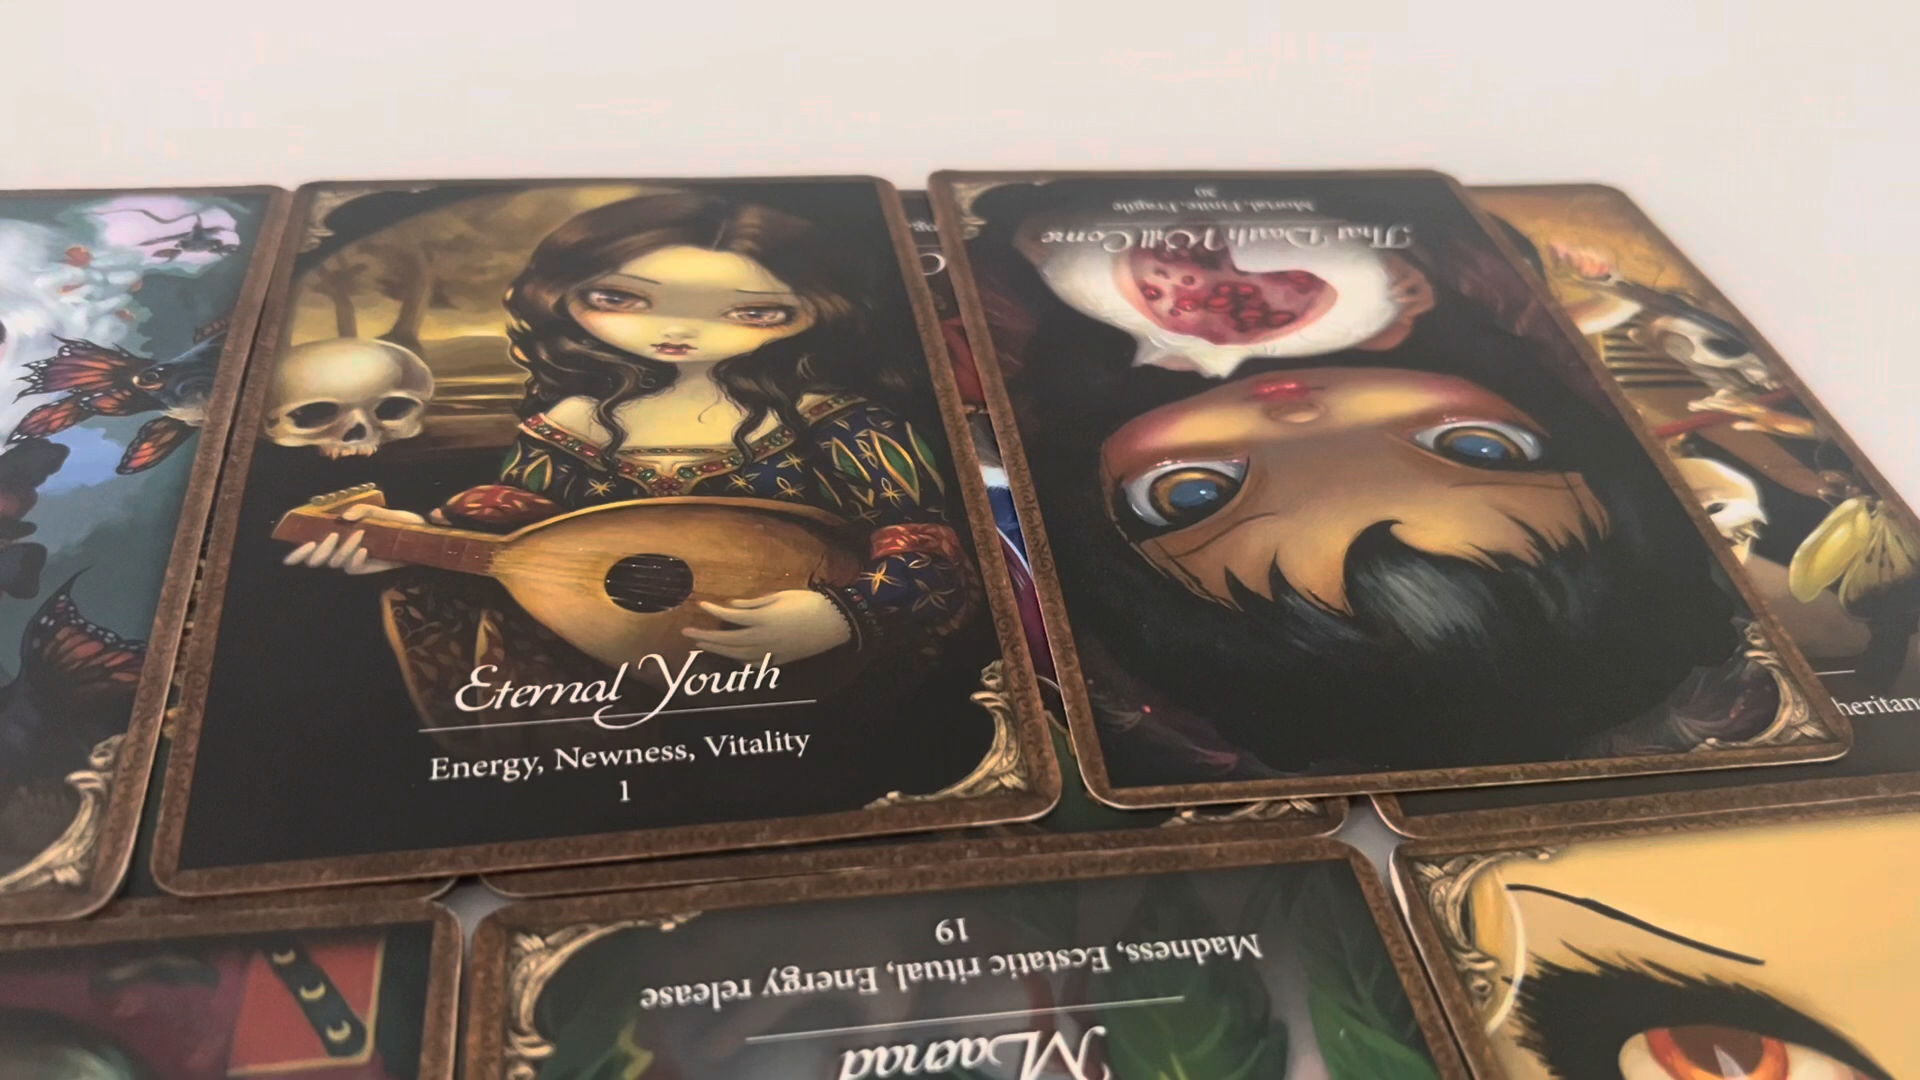 Eternal Youth
Energy, Newness, Vitality
1
30
Mortal, Finite, Fragile
That Death Will Come
19
Madness, Ecstatic ritual, Energy release
Maenad